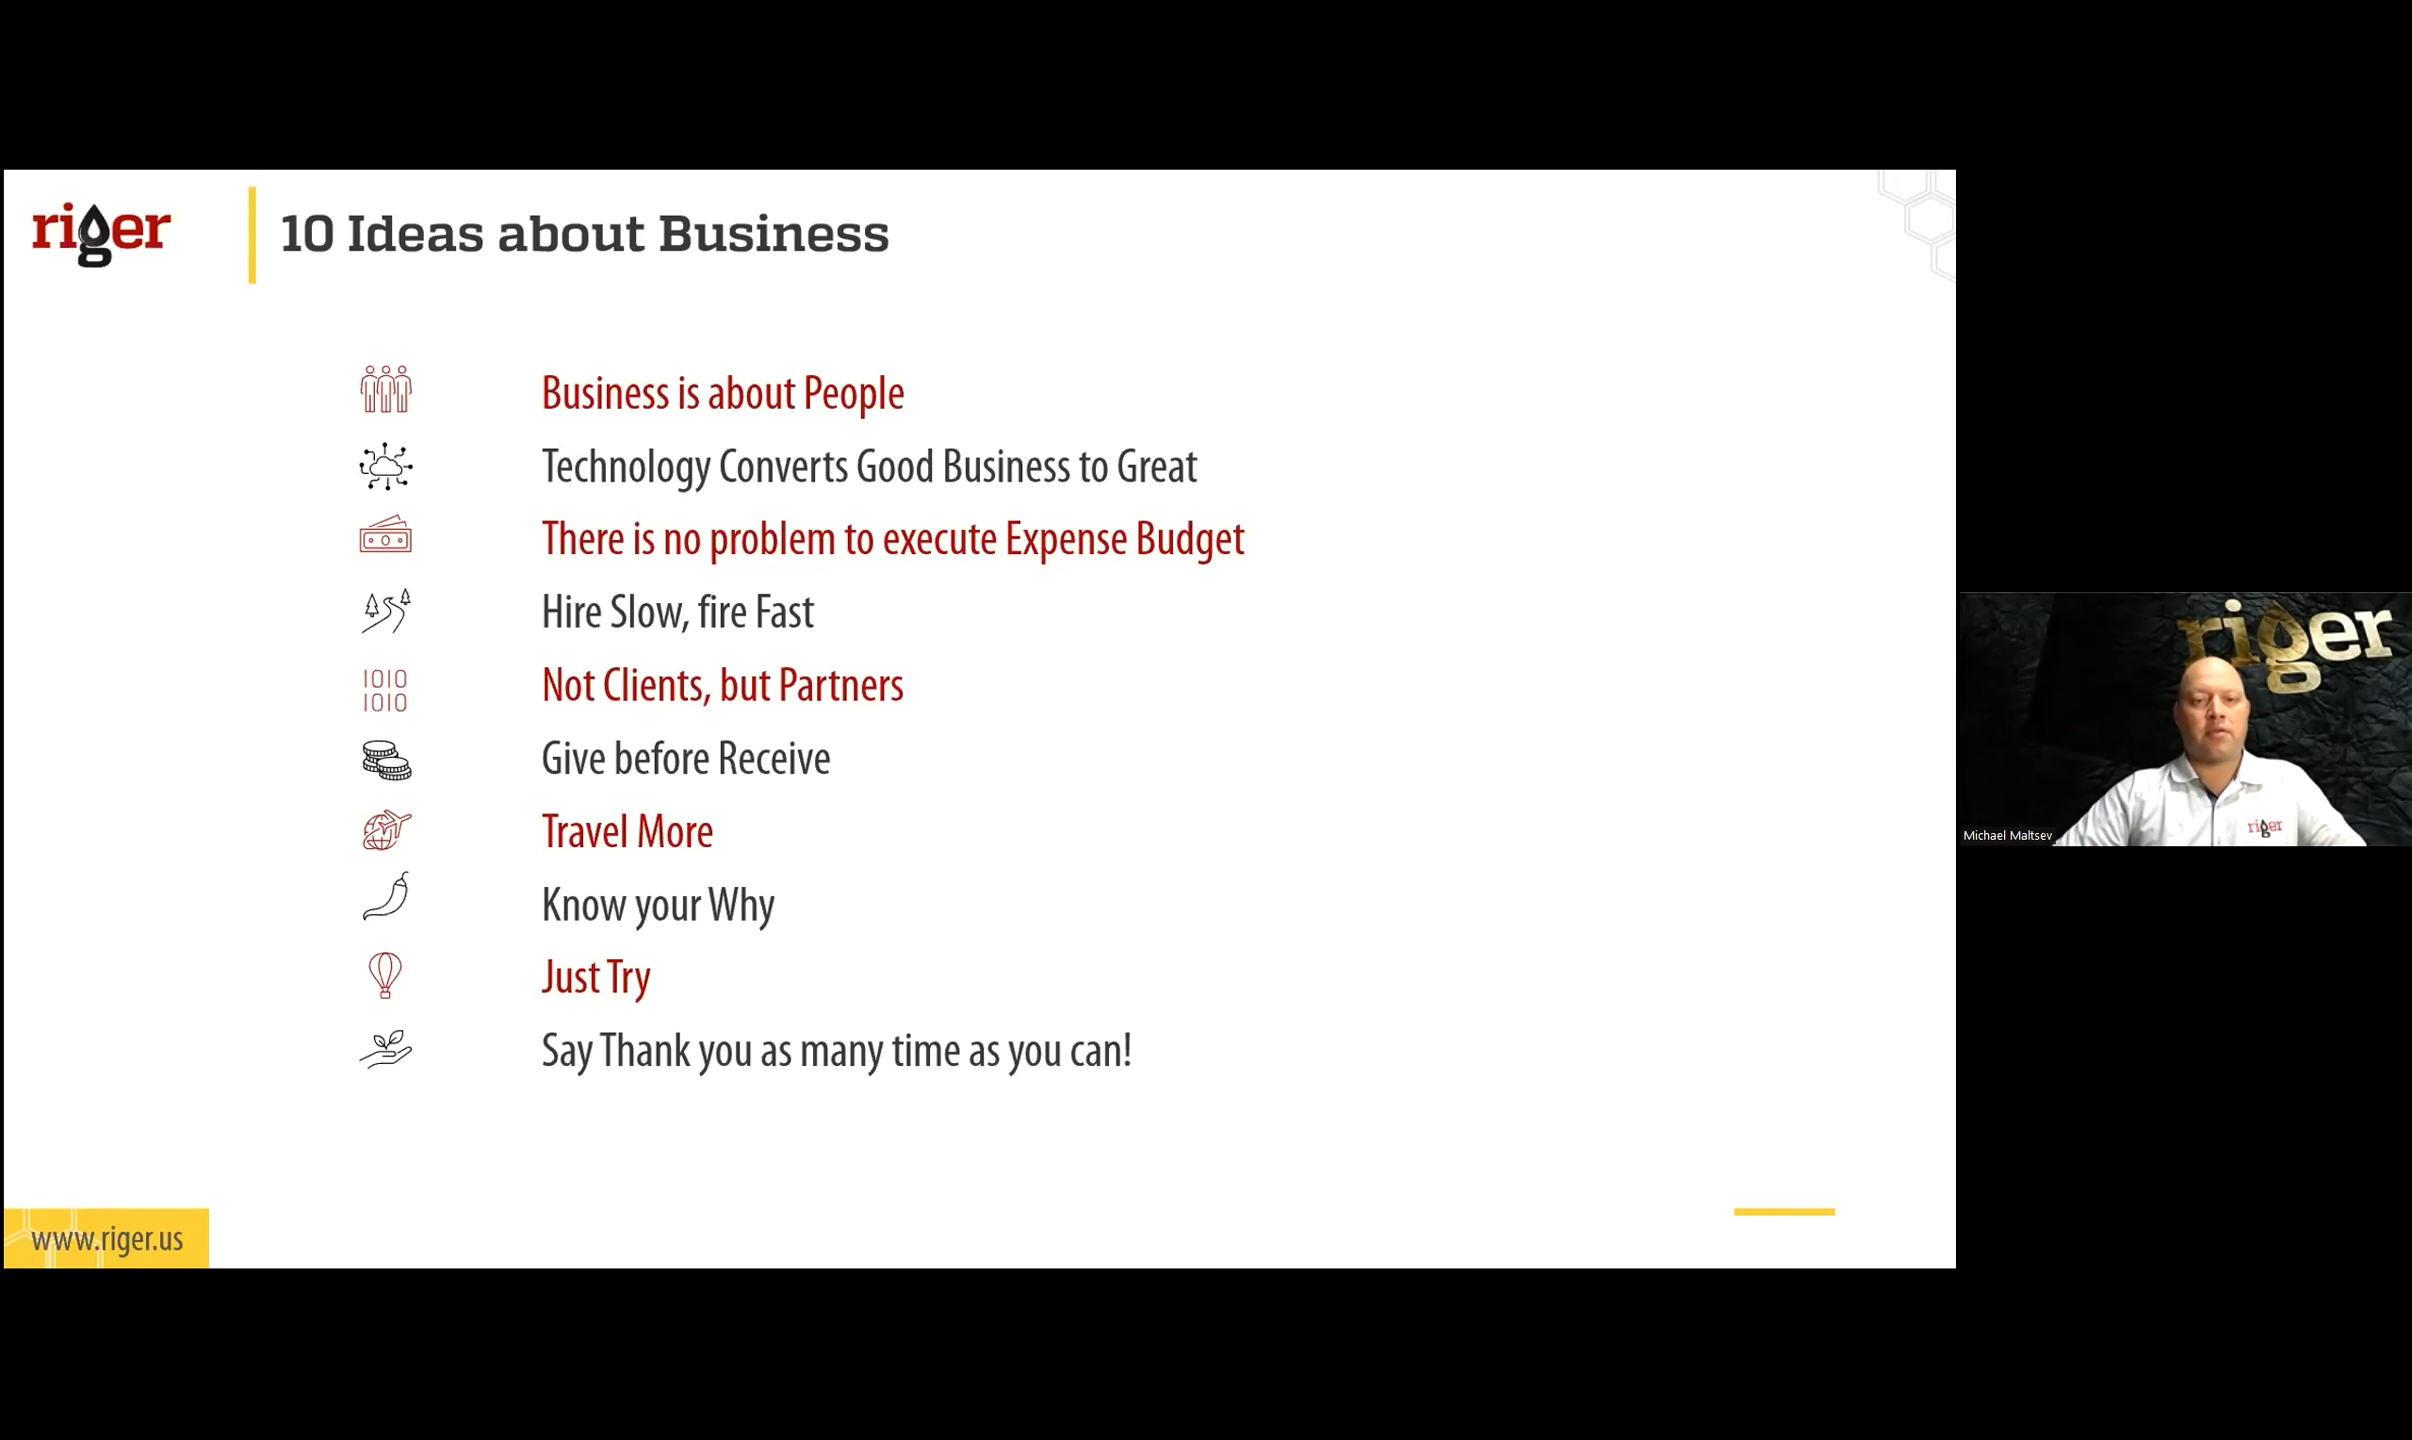 riger
10 Ideas about Business
Business is about People
Technology Converts Good Business to Great
There is no problem to execute Expense Budget
Hire Slow, fire Fast
1010
1010
Not Clients, but Partners
Give before Receive
Travel More
Know your Why
Just Try
Say Thank you as many time as you can!
www.riger.us
riger
riger
Michael Maltsev